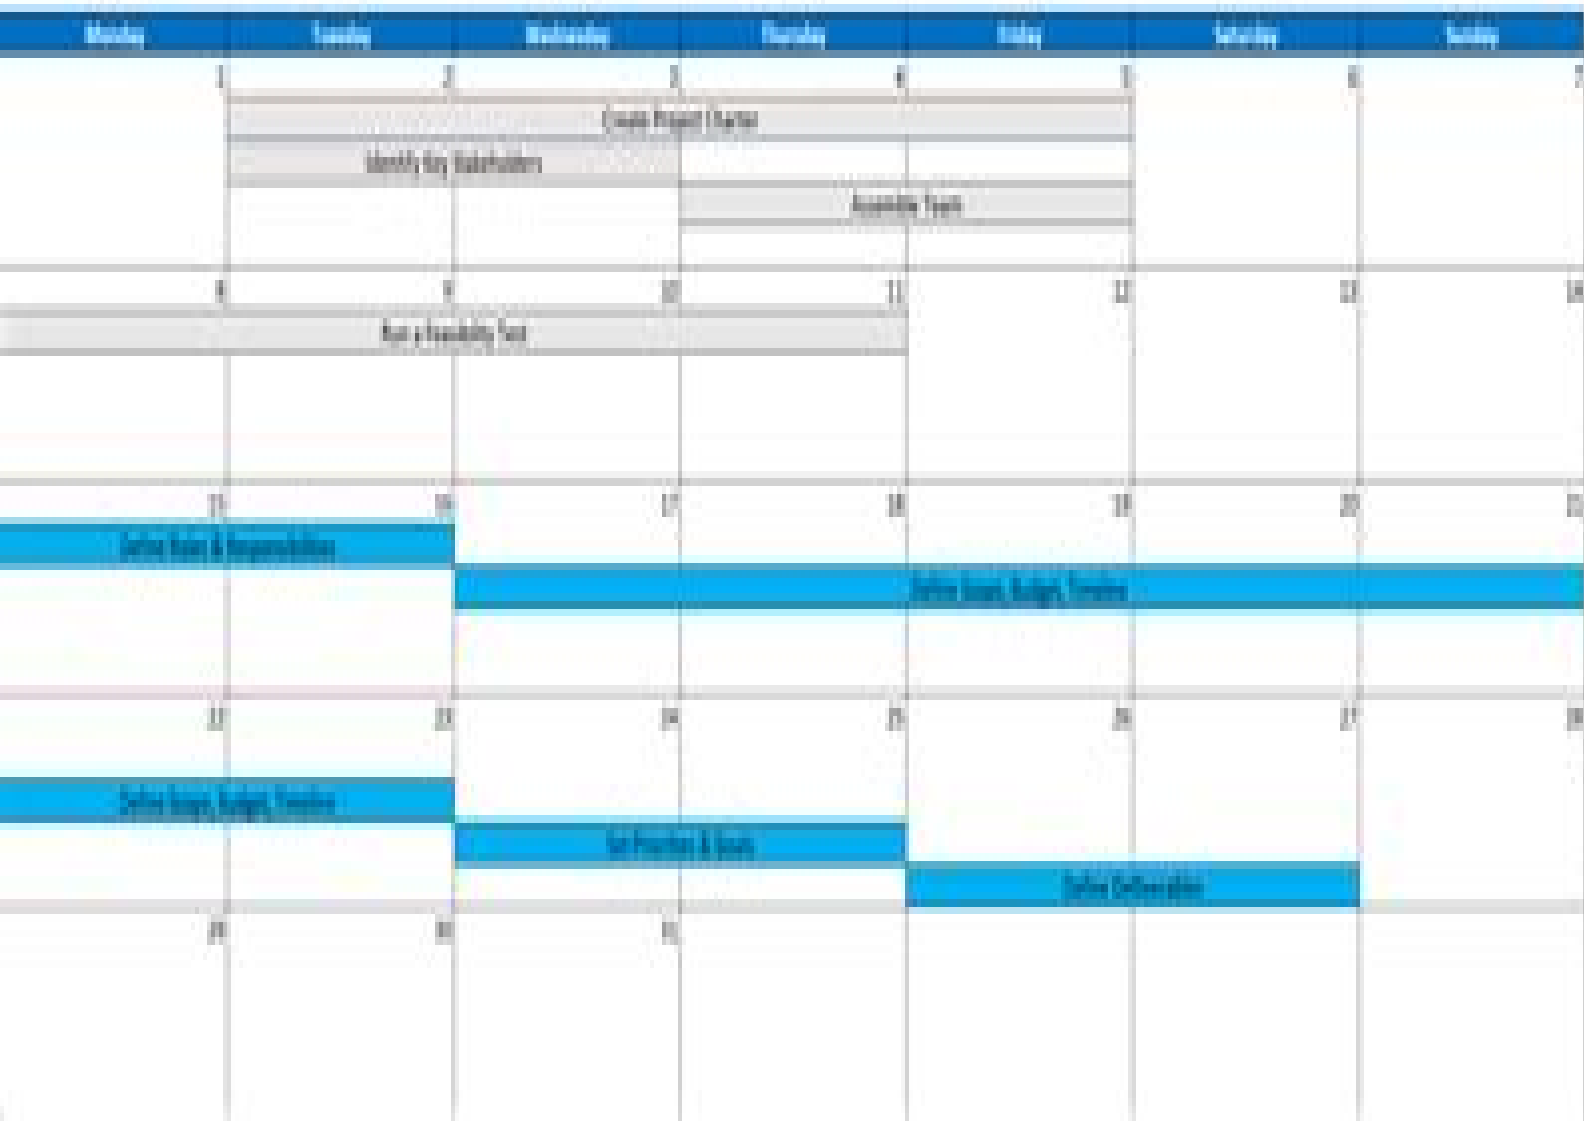 Monday Tuesday Wednesday Thursday Friday Saturday Sunday
1 2 3 4 5 6 7
Create Project Charter
Identify Key Stakeholders
Assemble Team
8 9 10 11 12 13 14
Run a Feasibility Test
15 16 17 18 19 20 21
Define Roles & Responsibilities
Define Scope, Budget, Timeline
22 23 24 25 26 27 28
Define Scope, Budget, Timeline
Set Priorities & Goals
Define Deliverables
29 30 31